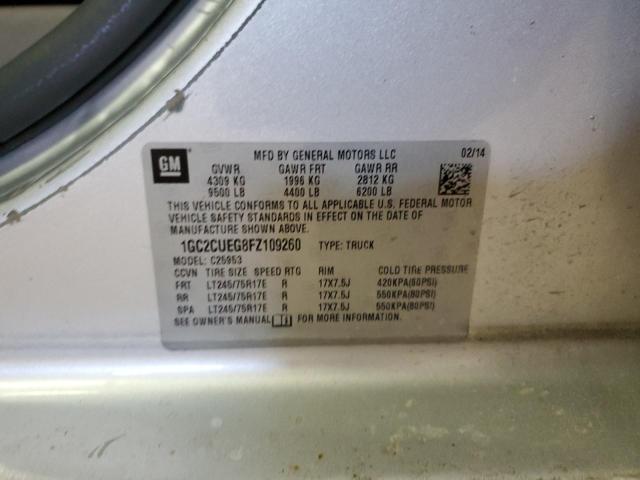 GM
MFD BY GENERAL MOTORS LLC 02/14
GVWR GAWR FRT GAWR RR
4309 KG 1996 KG 2812 KG
9500 LB 4400 LB 6200 LB
THIS VEHICLE CONFORMS TO ALL APPLICABLE U.S. FEDERAL MOTOR
VEHICLE SAFETY STANDARDS IN EFFECT ON THE DATE OF
MANUFACTURE SHOWN ABOVE.
1GC2CUEG8FZ109260 TYPE: TRUCK
MODEL: C25953
CCVN TIRE SIZE SPEED RTG RIM COLD TIRE PRESSURE
FRT LT245/75R17E R 17X7.5J 420KPA(60PSI)
RR LT245/75R17E R 17X7.5J 550KPA(80PSI)
SPA LT245/75R17E R 17X7.5J 550KPA(80PSI)
SEE OWNER'S MANUAL FOR MORE INFORMATION.